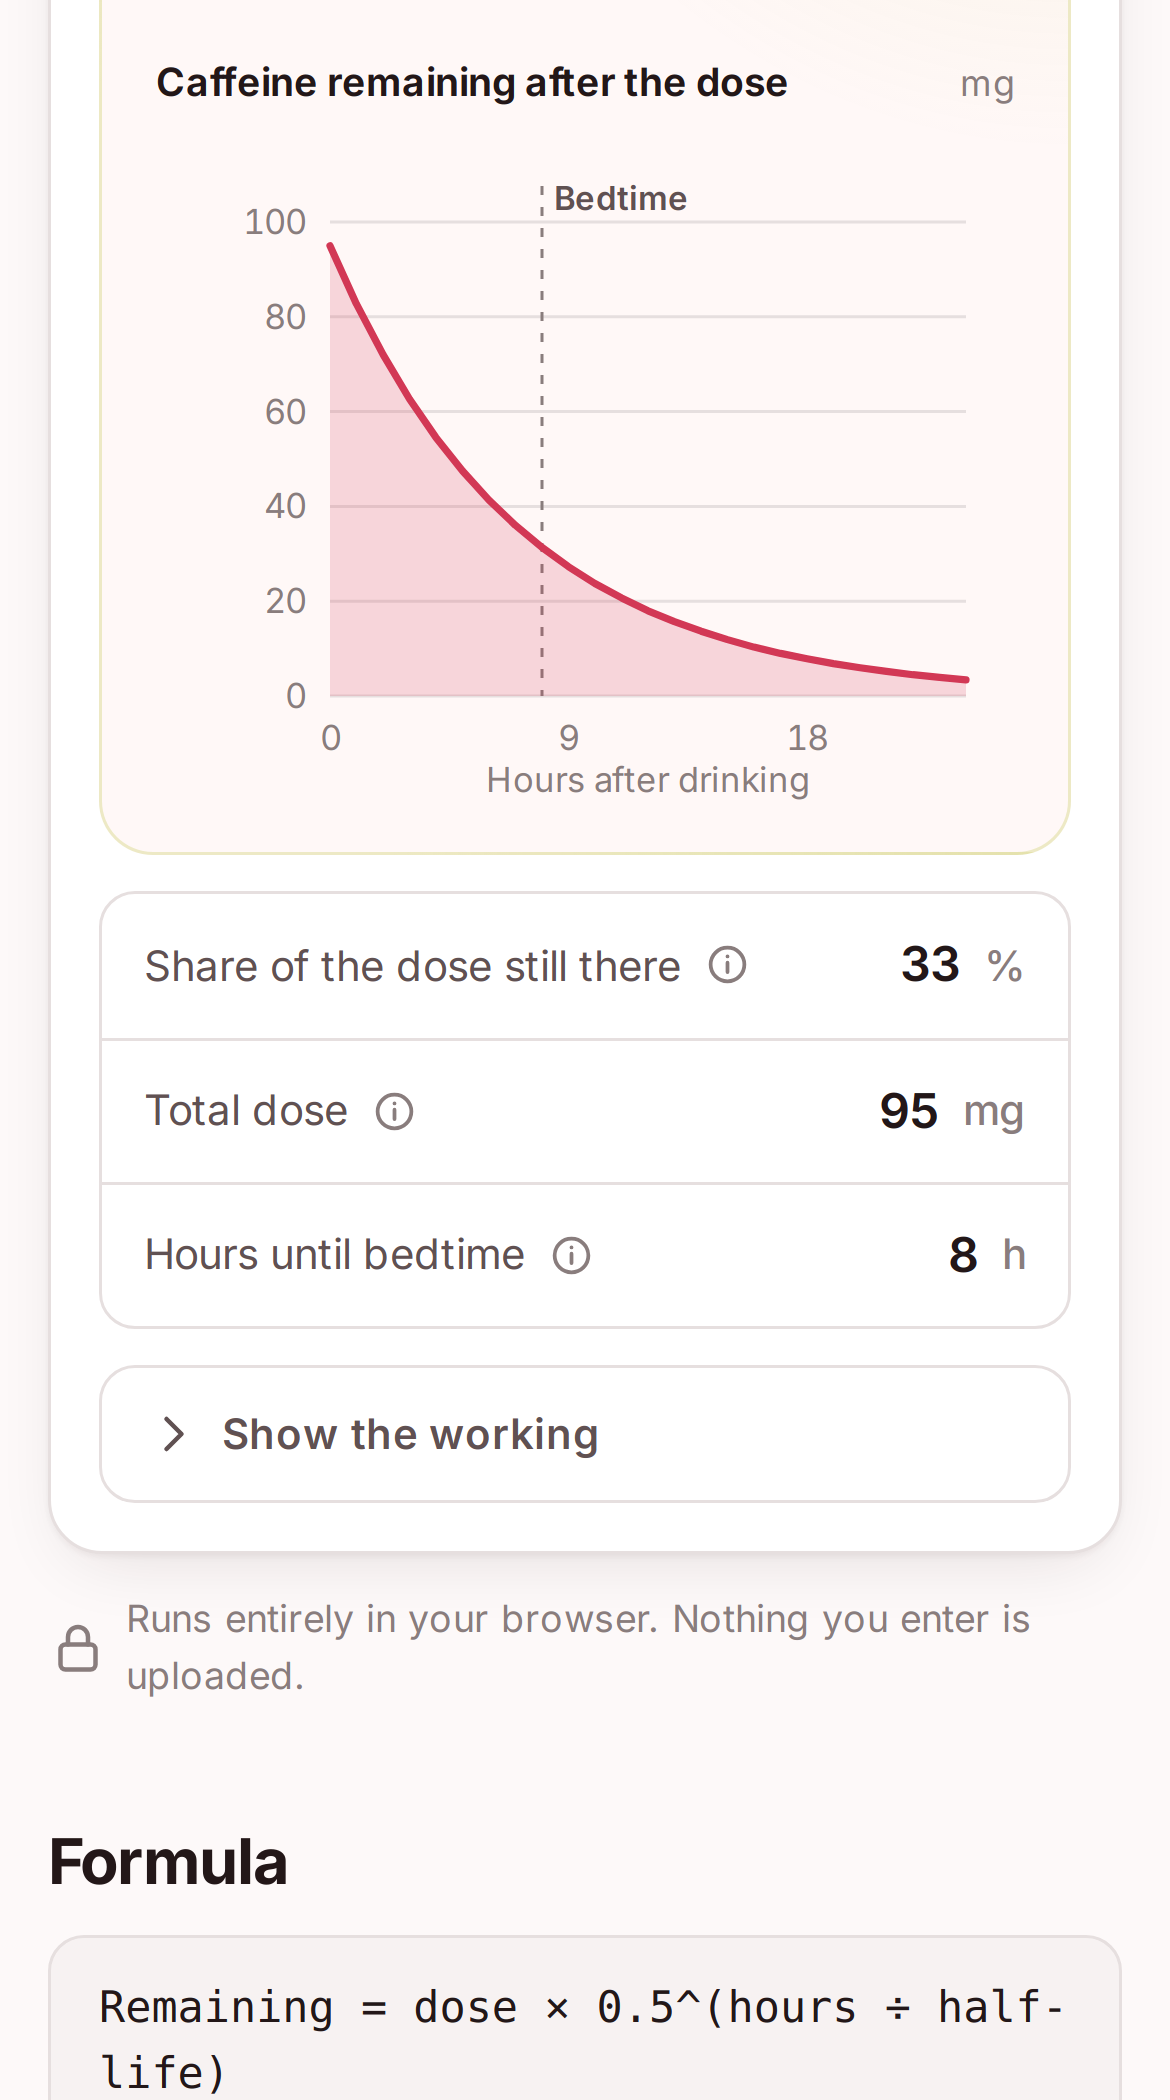 Caffeine remaining after the dose mg
Bedtime
100
80
60
40
20
0
0 9 18
Hours after drinking
Share of the dose still there 33 %
Total dose 95 mg
Hours until bedtime 8 h
Show the working
Runs entirely in your browser. Nothing you enter is
uploaded.
Formula
Remaining = dose × 0.5^(hours ÷ half-
life)